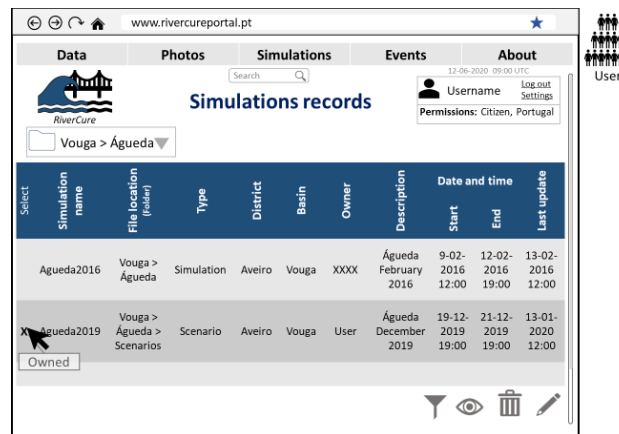 www.rivercureportal.pt
Data Photos Simulations Events About
12-06-2020 09:00 UTC
Search
RiverCure
Simulations records
Username
Log out
Settings
Permissions: Citizen, Portugal
Vouga > Águeda
Select
Simulation name
File location (Folder)
Type
District
Basin
Owner
Description
Date and time
Start
End
Last update
Agueda2016
Vouga >
Águeda
Simulation
Aveiro
Vouga
XXXX
Águeda
February
2016
9-02-
2016
12:00
12-02-
2016
19:00
13-02-
2016
12:00
X
Agueda2019
Vouga >
Águeda >
Scenarios
Scenario
Aveiro
Vouga
User
Águeda
December
2019
19-12-
2019
19:00
21-12-
2019
19:00
13-01-
2020
12:00
Owned